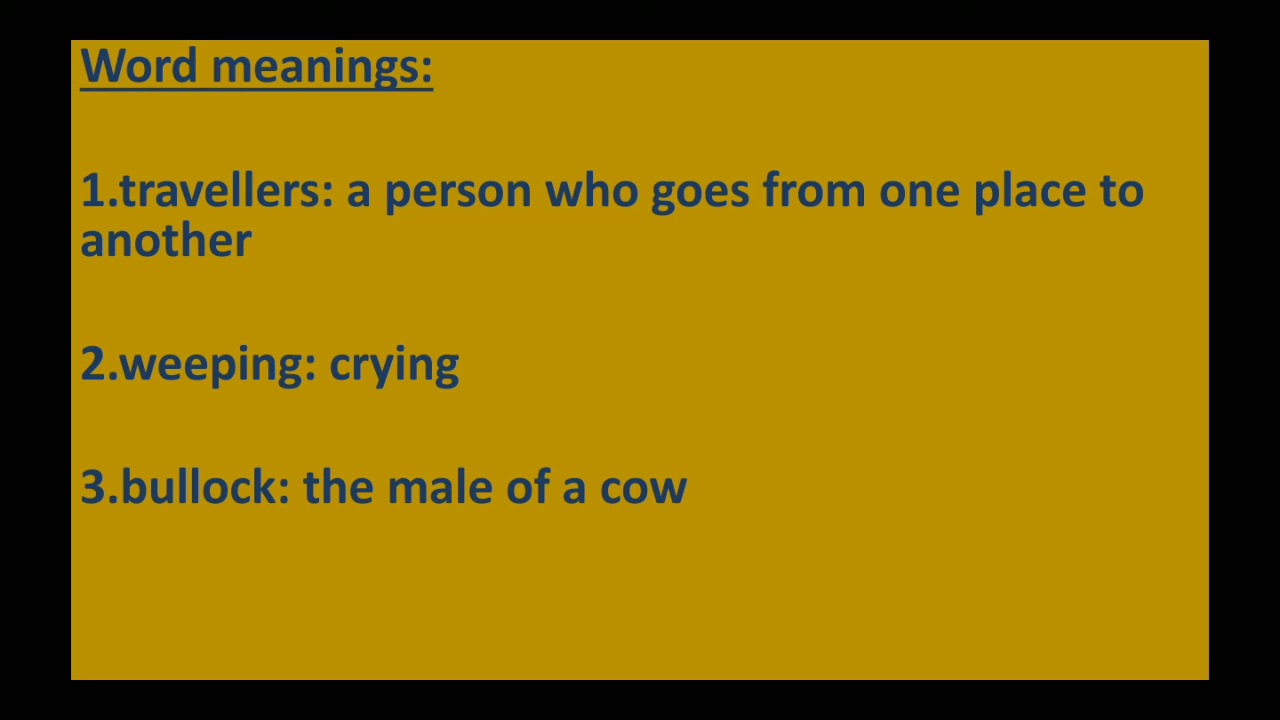 Word meanings:
1.travellers: a person who goes from one place to
another
2.weeping: crying
3.bullock: the male of a cow